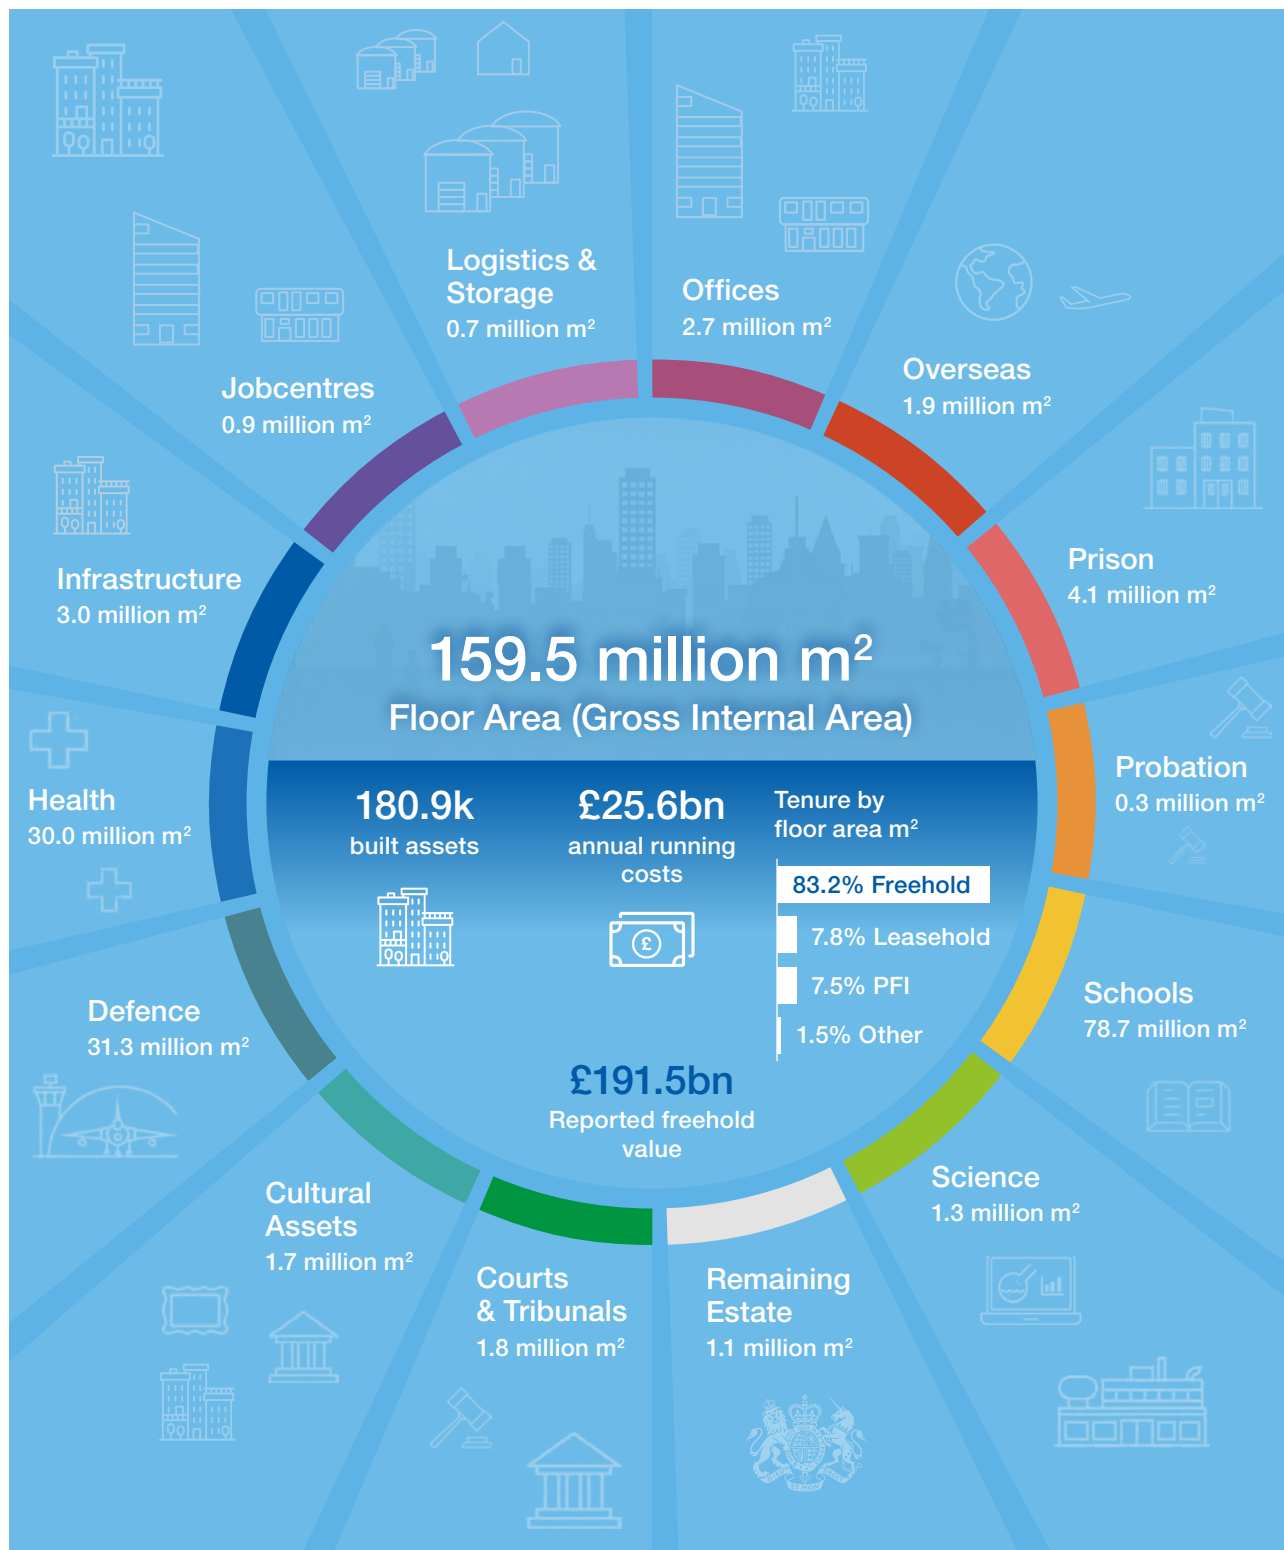 Logistics &
Storage
0.7 million m²
Offices
2.7 million m²
Overseas
1.9 million m²
Jobcentres
0.9 million m²
Prison
4.1 million m²
Infrastructure
3.0 million m²
159.5 million m²
Floor Area (Gross Internal Area)
Probation
0.3 million m²
Health
30.0 million m²
180.9k
built assets
£25.6bn
annual running
costs
£
Tenure by
floor area m²
83.2% Freehold
7.8% Leasehold
7.5% PFI
1.5% Other
Schools
78.7 million m²
Defence
31.3 million m²
£191.5bn
Reported freehold
value
Science
1.3 million m²
Cultural
Assets
1.7 million m²
Courts
& Tribunals
1.8 million m²
Remaining
Estate
1.1 million m²